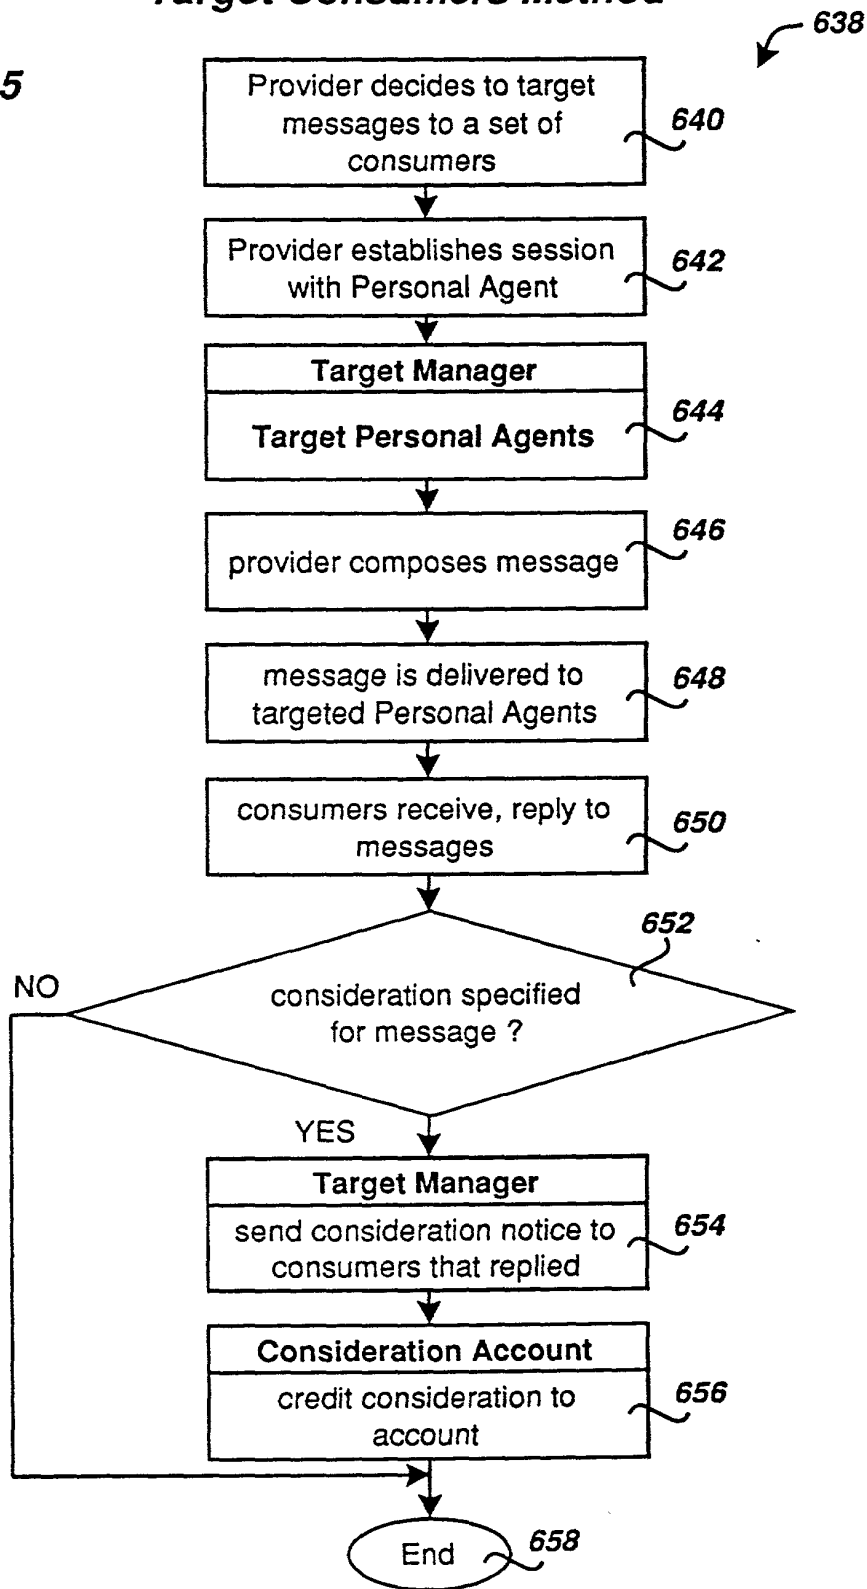 Target Consumers Method
638
5
Provider decides to target
messages to a set of
consumers
640
Provider establishes session
with Personal Agent
642
Target Manager
Target Personal Agents
644
provider composes message
646
message is delivered to
targeted Personal Agents
648
consumers receive, reply to
messages
650
652
NO
consideration specified
for message ?
YES
Target Manager
send consideration notice to
consumers that replied
654
Consideration Account
credit consideration to
account
656
End
658